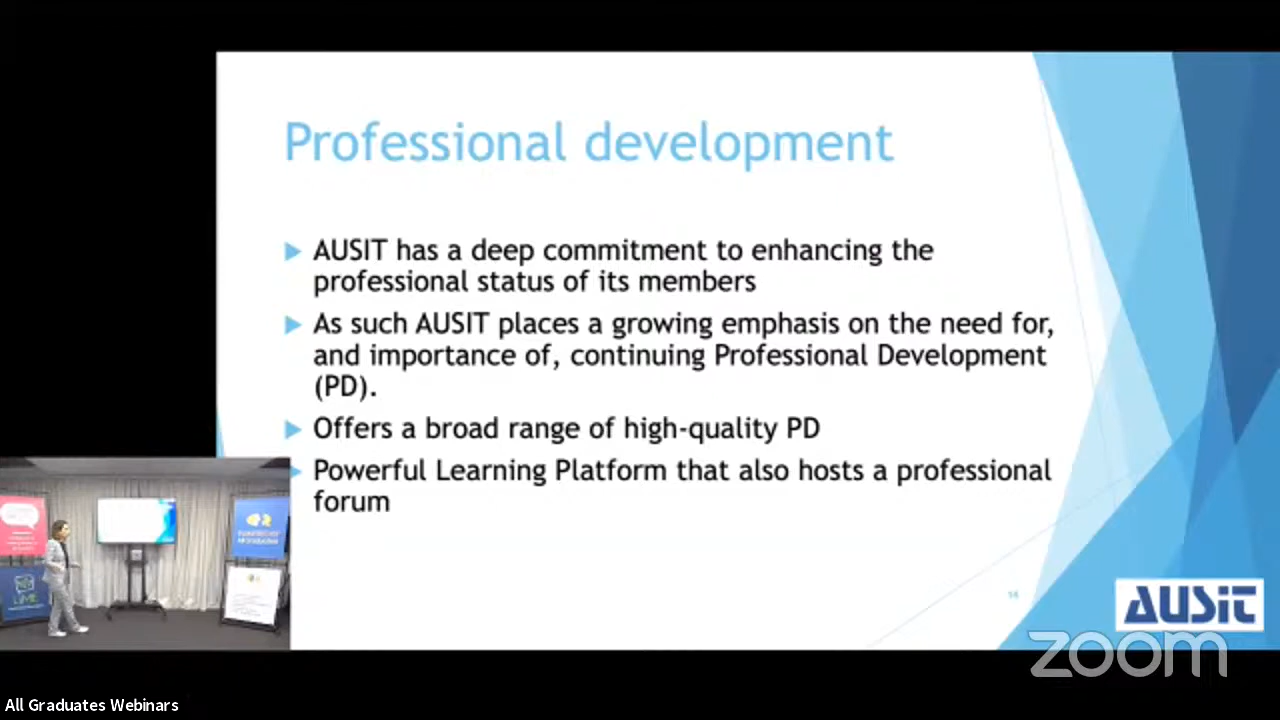 Professional development
AUSIT has a deep commitment to enhancing the
professional status of its members
As such AUSIT places a growing emphasis on the need for,
and importance of, continuing Professional Development
(PD).
Offers a broad range of high-quality PD
Powerful Learning Platform that also hosts a professional
forum
AUSiT
zoom
All Graduates Webinars